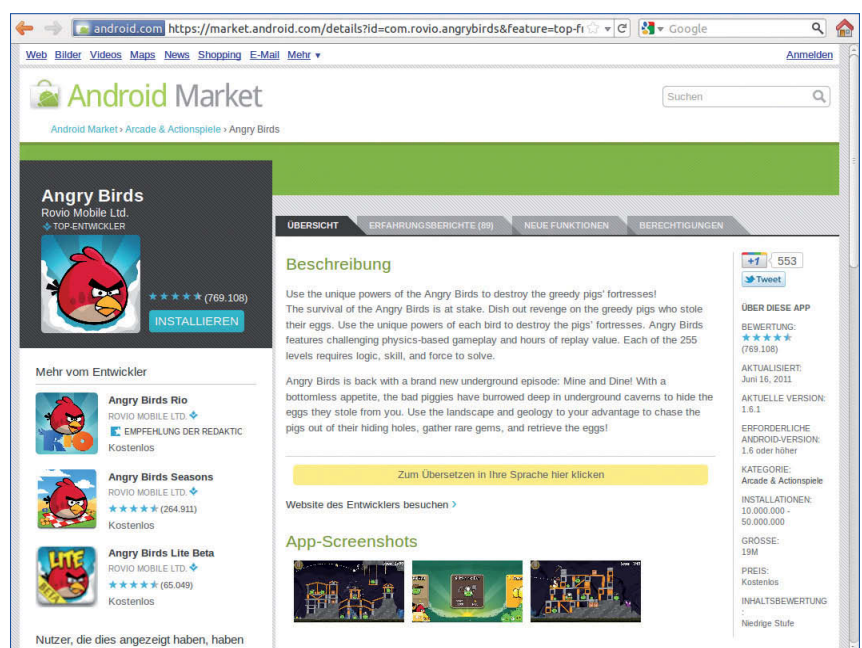 android.com https://market.android.com/details?id=com.rovio.angrybirds&feature=top-fr
Google
Web Bilder Videos Maps News Shopping E-Mail Mehr
Anmelden
Android Market
Suchen
Android Market › Arcade & Actionspiele › Angry Birds
Angry Birds
Rovio Mobile Ltd.
TOP-ENTWICKLER
(769.108)
INSTALLIEREN
Mehr vom Entwickler
Angry Birds Rio
ROVIO MOBILE LTD.
EMPFEHLUNG DER REDAKTIC
Kostenlos
RIO
Angry Birds Seasons
ROVIO MOBILE LTD.
(264.911)
Kostenlos
Angry Birds Lite Beta
ROVIO MOBILE LTD.
(65.049)
Kostenlos
LITE
BETA
Nutzer, die dies angezeigt haben, haben
ÜBERSICHT ERFAHRUNGSBERICHTE (89) NEUE FUNKTIONEN BERECHTIGUNGEN
Beschreibung
Use the unique powers of the Angry Birds to destroy the greedy pigs' fortresses!
The survival of the Angry Birds is at stake. Dish out revenge on the greedy pigs who stole
their eggs. Use the unique powers of each bird to destroy the pigs' fortresses. Angry Birds
features challenging physics-based gameplay and hours of replay value. Each of the 255
levels requires logic, skill, and force to solve.
Angry Birds is back with a brand new underground episode: Mine and Dine! With a
bottomless appetite, the bad piggies have burrowed deep in underground caverns to hide the
eggs they stole from you. Use the landscape and geology to your advantage to chase the
pigs out of their hiding holes, gather rare gems, and retrieve the eggs!
Zum Übersetzen in Ihre Sprache hier klicken
Website des Entwicklers besuchen ›
App-Screenshots
+1 553
Tweet
ÜBER DIESE APP
BEWERTUNG:
(769.108)
AKTUALISIERT:
Juni 16, 2011
AKTUELLE VERSION:
1.6.1
ERFORDERLICHE
ANDROID-VERSION:
1.6 oder höher
KATEGORIE:
Arcade & Actionspiele
INSTALLATIONEN:
10.000.000 -
50.000.000
GRÖSSE:
19M
PREIS:
Kostenlos
INHALTSBEWERTUNG
:
Niedrige Stufe